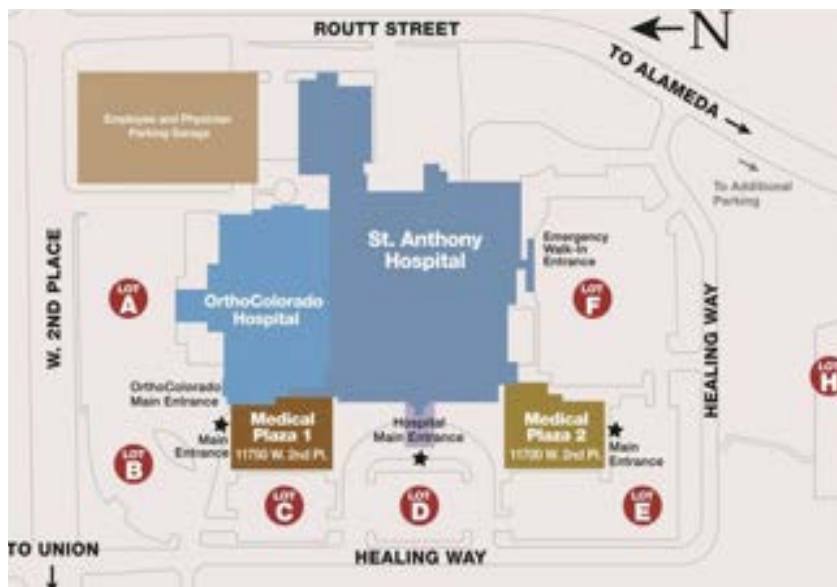 ROUTT STREET
N
TO ALAMEDA
Employee and Physician
Parking Garage
To Additional
Parking
St. Anthony
Hospital
Emergency
Walk-In
Entrance
W. 2ND PLACE
LOT
A
OrthoColorado
Hospital
LOT
F
HEALING WAY
LOT
H
OrthoColorado
Main Entrance
Main
Entrance
Medical
Plaza 1
11750 W. 2nd Pl.
Hospital
Main Entrance
Medical
Plaza 2
11700 W. 2nd Pl.
Main
Entrance
LOT
B
LOT
C
LOT
D
LOT
E
TO UNION
HEALING WAY